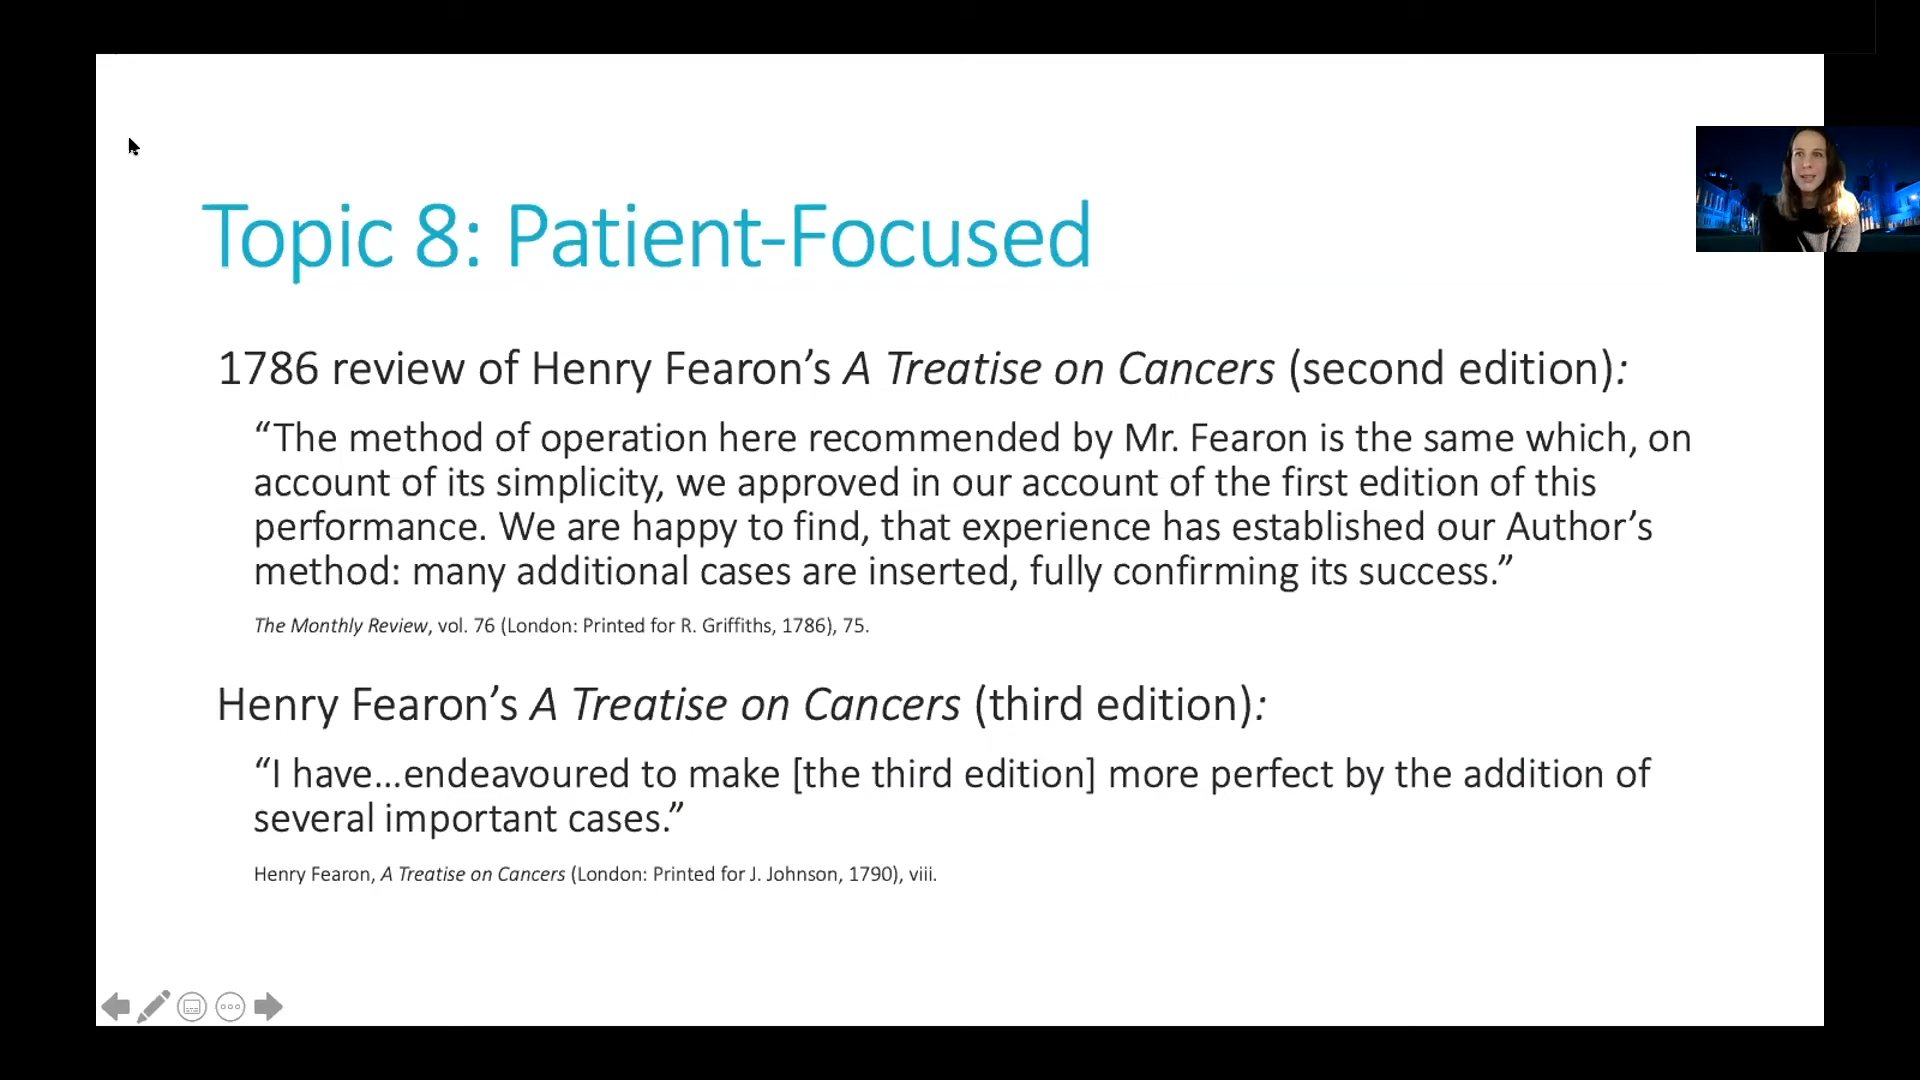 Topic 8: Patient-Focused
1786 review of Henry Fearon’s A Treatise on Cancers (second edition):
“The method of operation here recommended by Mr. Fearon is the same which, on
account of its simplicity, we approved in our account of the first edition of this
performance. We are happy to find, that experience has established our Author’s
method: many additional cases are inserted, fully confirming its success.”
The Monthly Review, vol. 76 (London: Printed for R. Griffiths, 1786), 75.
Henry Fearon’s A Treatise on Cancers (third edition):
“I have…endeavoured to make [the third edition] more perfect by the addition of
several important cases.”
Henry Fearon, A Treatise on Cancers (London: Printed for J. Johnson, 1790), viii.